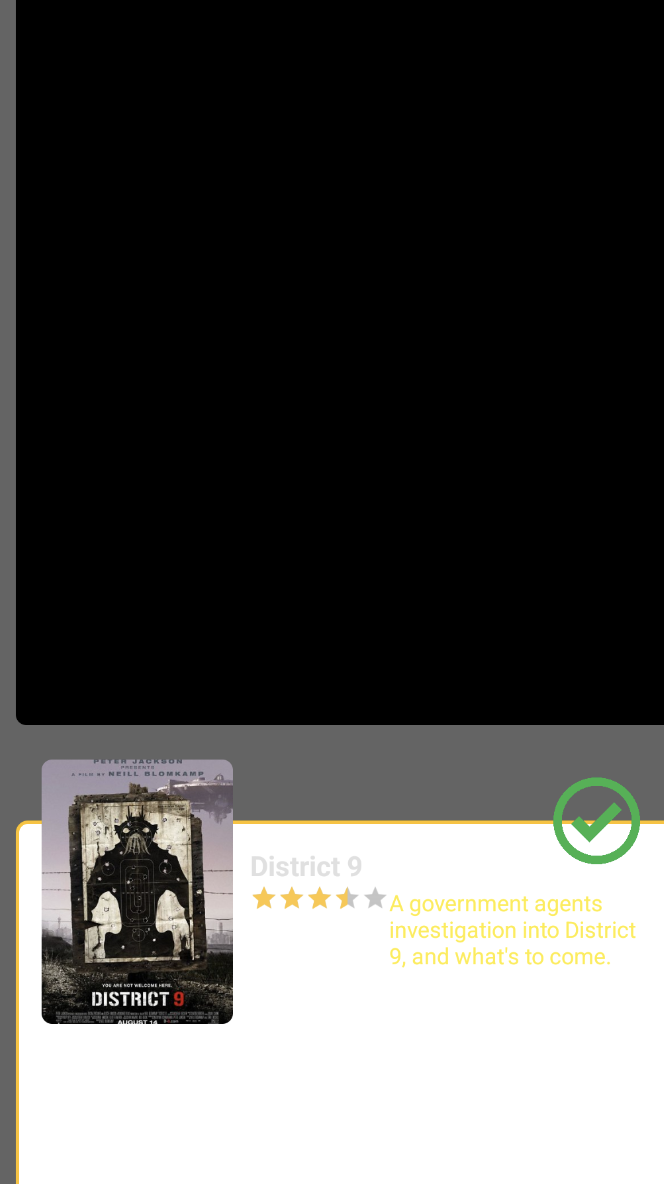 PETER JACKSON
PRESENTS
A FILM BY NEILL BLOMKAMP
YOU ARE NOT WELCOME HERE.
DISTRICT 9
AUGUST 14
District 9
A government agents
investigation into District
9, and what's to come.